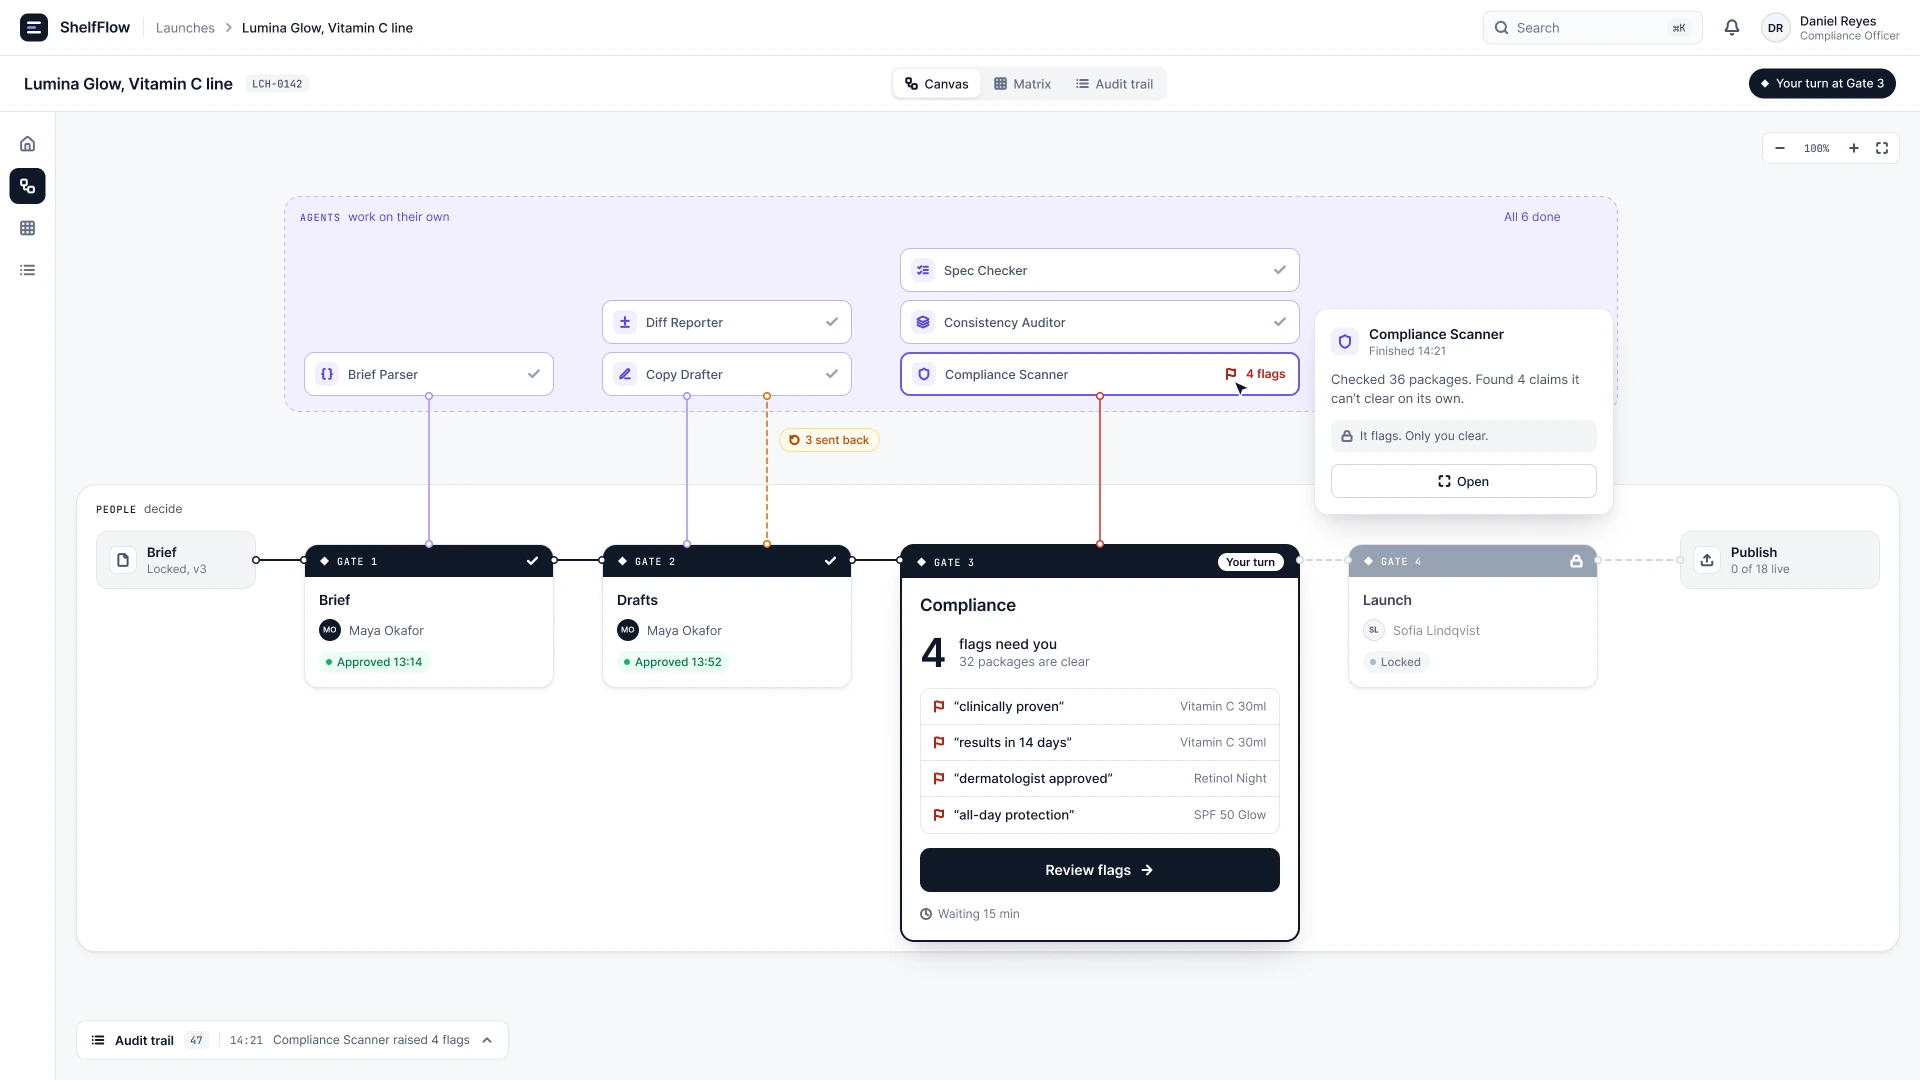 ShelfFlow
Launches
Lumina Glow, Vitamin C line
Search
⌘K
DR
Daniel Reyes
Compliance Officer
Lumina Glow, Vitamin C line
LCH-0142
Canvas
Matrix
Audit trail
Your turn at Gate 3
100%
AGENTS work on their own
All 6 done
Spec Checker
Diff Reporter
Consistency Auditor
Brief Parser
Copy Drafter
Compliance Scanner
4 flags
Compliance Scanner
Finished 14:21
Checked 36 packages. Found 4 claims it
can’t clear on its own.
It flags. Only you clear.
Open
3 sent back
PEOPLE decide
Brief
Locked, v3
GATE 1
Brief
MO
Maya Okafor
Approved 13:14
GATE 2
Drafts
MO
Maya Okafor
Approved 13:52
GATE 3
Your turn
Compliance
4
flags need you
32 packages are clear
“clinically proven”
Vitamin C 30ml
“results in 14 days”
Vitamin C 30ml
“dermatologist approved”
Retinol Night
“all-day protection”
SPF 50 Glow
Review flags
Waiting 15 min
GATE 4
Launch
SL
Sofia Lindqvist
Locked
Publish
0 of 18 live
Audit trail
47
14:21
Compliance Scanner raised 4 flags